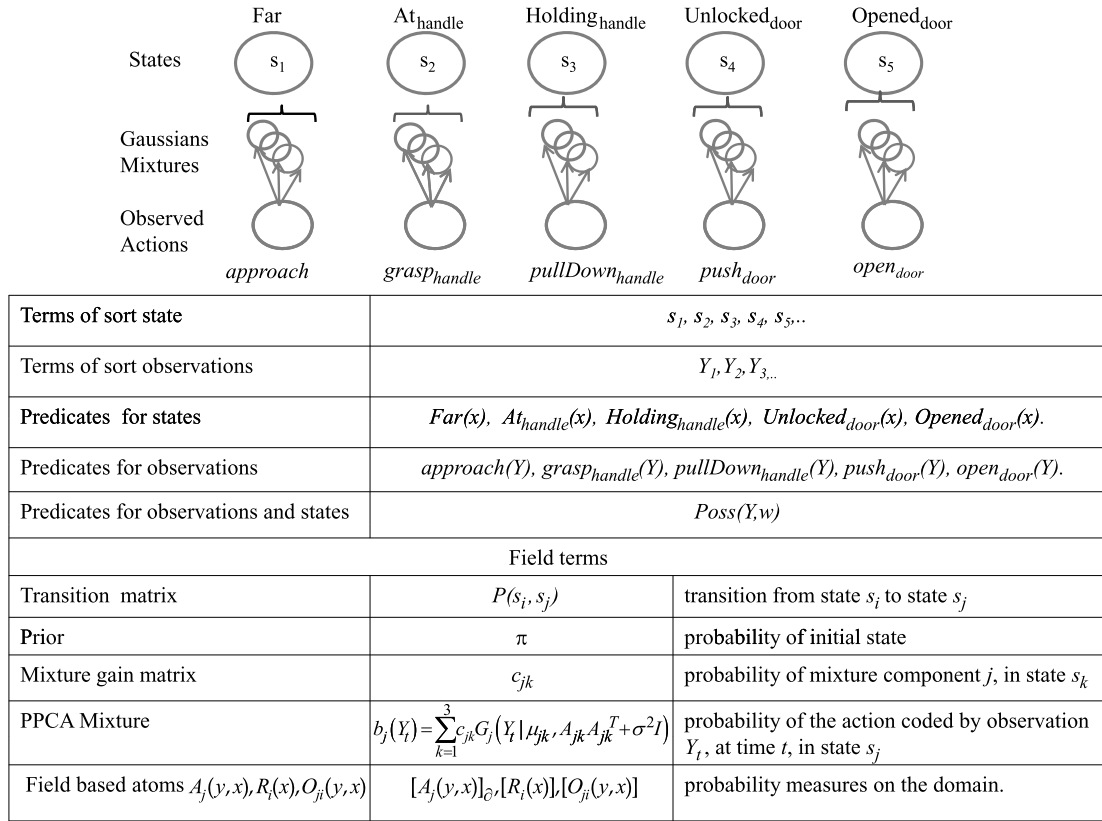 Far At_handle Holding_handle Unlocked_door Opened_door
States s_1 s_2 s_3 s_4 s_5
Gaussians
Mixtures
Observed
Actions
approach grasp_handle pullDown_handle push_door open_door
Terms of sort state s_1, s_2, s_3, s_4, s_5,..
Terms of sort observations Y_1,Y_2,Y_3,..
Predicates for states Far(x), At_handle(x), Holding_handle(x), Unlocked_door(x), Opened_door(x).
Predicates for observations approach(Y), grasp_handle(Y), pullDown_handle(Y), push_door(Y), open_door(Y).
Predicates for observations and states Poss(Y,w)
Field terms
Transition matrix P(s_i, s_j) transition from state s_i to state s_j
Prior π probability of initial state
Mixture gain matrix c_jk probability of mixture component j, in state s_k
PPCA Mixture b_j(Y_t)=∑_{k=1}^{3} c_jk G_j(Y_t | μ_jk, A_jk A_jk^T + σ^2 I) probability of the action coded by observation
Y_t, at time t, in state s_j
Field based atoms A_j(y,x),R_i(x),O_ji(y,x) [A_j(y,x)]_∂,[R_i(x)],[O_ji(y,x)] probability measures on the domain.